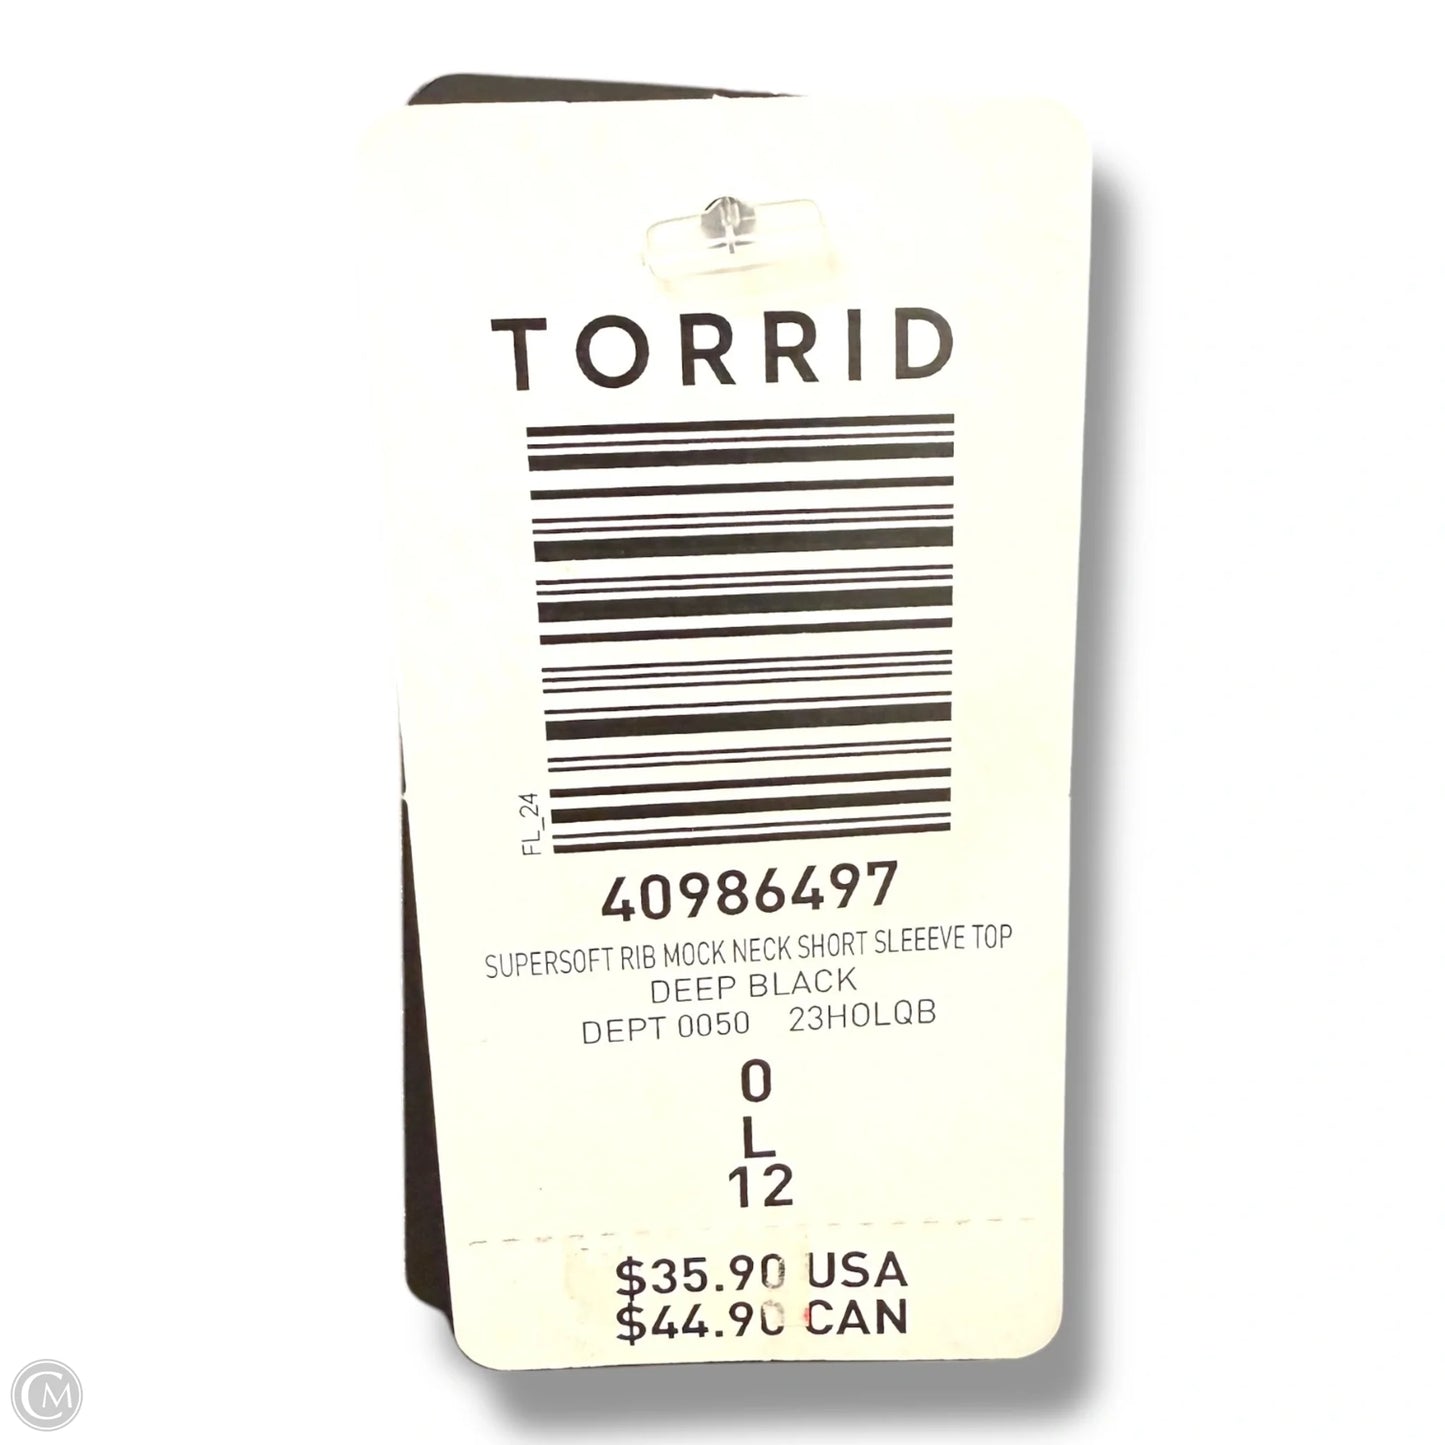 TORRID
FL_24
40986497
SUPERSOFT RIB MOCK NECK SHORT SLEEEVE TOP
DEEP BLACK
DEPT 0050 23HOLQB
0
L
12
$35.90 USA
$44.90 CAN
CM